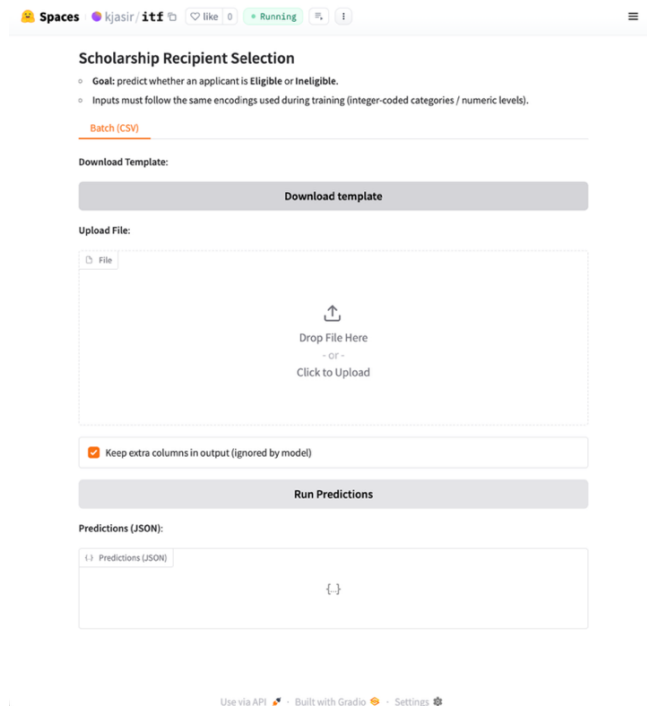 Spaces kjasir/itf like 0 Running
Scholarship Recipient Selection
Goal: predict whether an applicant is Eligible or Ineligible.
Inputs must follow the same encodings used during training (integer-coded categories / numeric levels).
Batch (CSV)
Download Template:
Download template
Upload File:
File
Drop File Here
- or -
Click to Upload
Keep extra columns in output (ignored by model)
Run Predictions
Predictions (JSON):
{··} Predictions (JSON)
{..}
Use via API · Built with Gradio · Settings